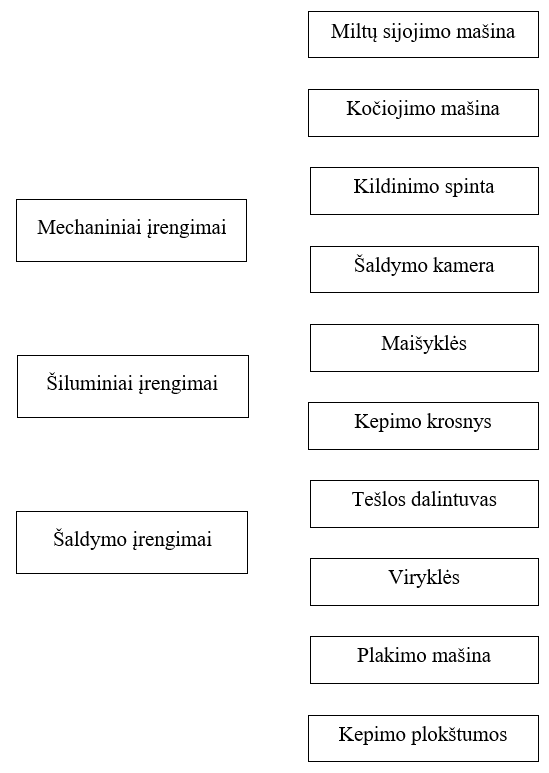 Mechaniniai įrengimai
Šiluminiai įrengimai
Šaldymo įrengimai
Miltų sijojimo mašina
Kočiojimo mašina
Kildinimo spinta
Šaldymo kamera
Maišyklės
Kepimo krosnys
Tešlos dalintuvas
Viryklės
Plakimo mašina
Kepimo plokštumos